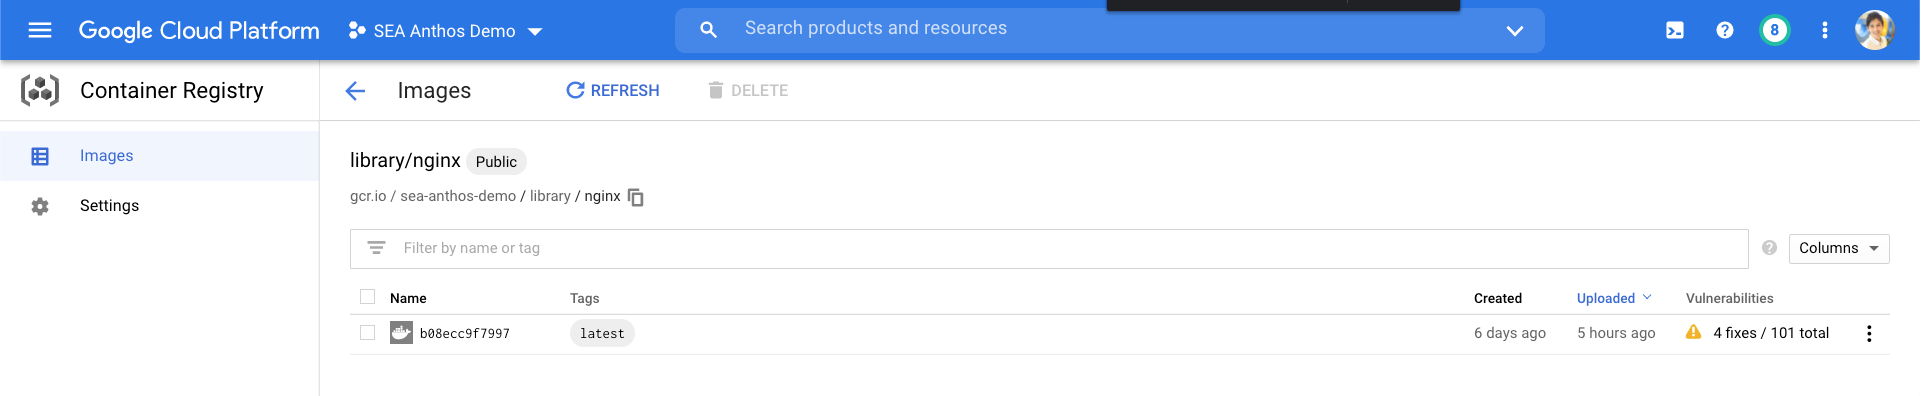 Google Cloud Platform SEA Anthos Demo Search products and resources 8
Container Registry Images REFRESH DELETE
Images
Settings
library/nginx Public
gcr.io / sea-anthos-demo / library / nginx
Filter by name or tag Columns
Name Tags Created Uploaded Vulnerabilities
b08ecc9f7997 latest 6 days ago 5 hours ago 4 fixes / 101 total